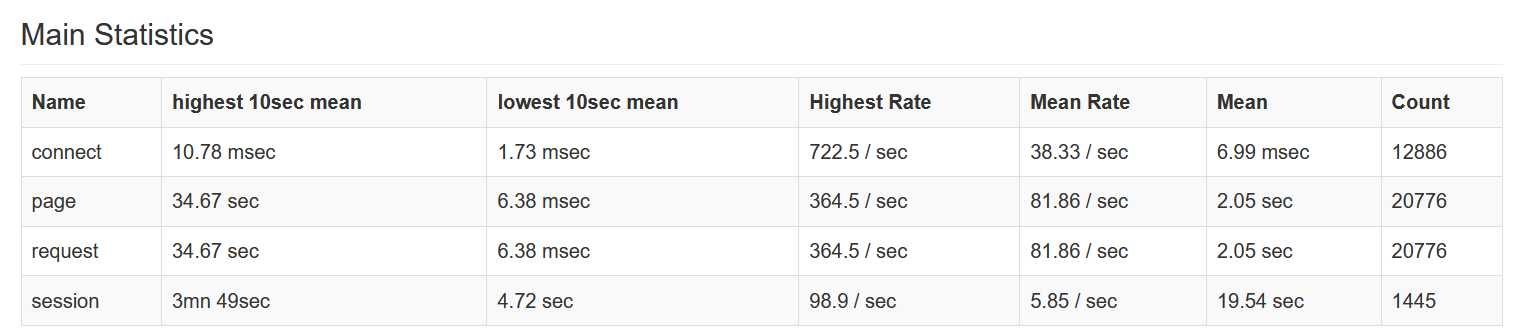 Main Statistics
Name highest 10sec mean lowest 10sec mean Highest Rate Mean Rate Mean Count
connect 10.78 msec 1.73 msec 722.5 / sec 38.33 / sec 6.99 msec 12886
page 34.67 sec 6.38 msec 364.5 / sec 81.86 / sec 2.05 sec 20776
request 34.67 sec 6.38 msec 364.5 / sec 81.86 / sec 2.05 sec 20776
session 3mn 49sec 4.72 sec 98.9 / sec 5.85 / sec 19.54 sec 1445